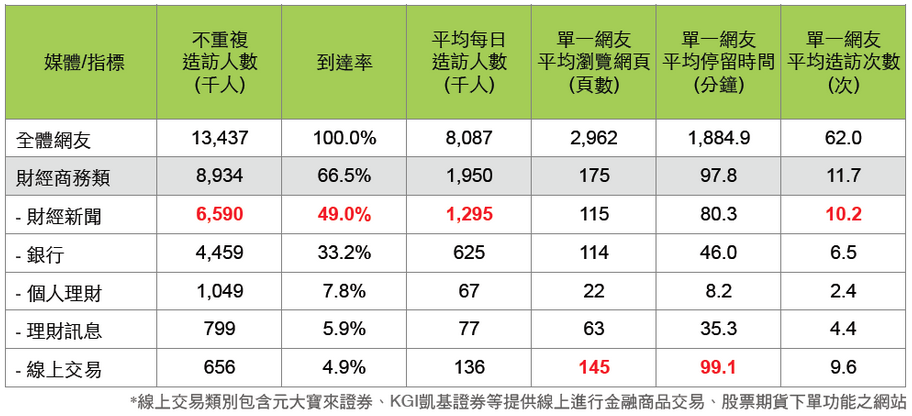 媒體/指標 不重複造訪人數(千人) 到達率 平均每日造訪人數(千人) 單一網友平均瀏覽網頁(頁數) 單一網友平均停留時間(分鐘) 單一網友平均造訪次數(次)
全體網友 13,437 100.0% 8,087 2,962 1,884.9 62.0
財經商務類 8,934 66.5% 1,950 175 97.8 11.7
- 財經新聞 6,590 49.0% 1,295 115 80.3 10.2
- 銀行 4,459 33.2% 625 114 46.0 6.5
- 個人理財 1,049 7.8% 67 22 8.2 2.4
- 理財訊息 799 5.9% 77 63 35.3 4.4
- 線上交易 656 4.9% 136 145 99.1 9.6
*線上交易類別包含元大寶來證券、KGI凱基證券等提供線上進行金融商品交易、股票期貨下單功能之網站